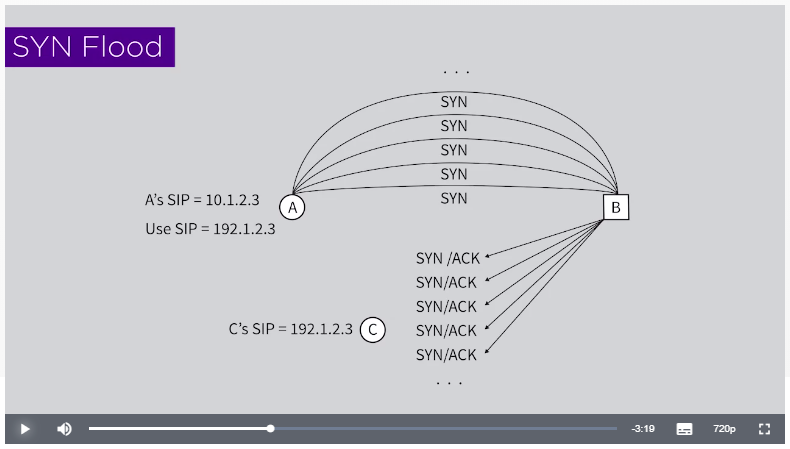 SYN Flood
. . .
SYN
SYN
SYN
SYN
SYN
A's SIP = 10.1.2.3
Use SIP = 192.1.2.3
A
B
SYN /ACK
SYN/ACK
SYN/ACK
SYN/ACK
SYN/ACK
C's SIP = 192.1.2.3
C
. . .
-3:19
720p